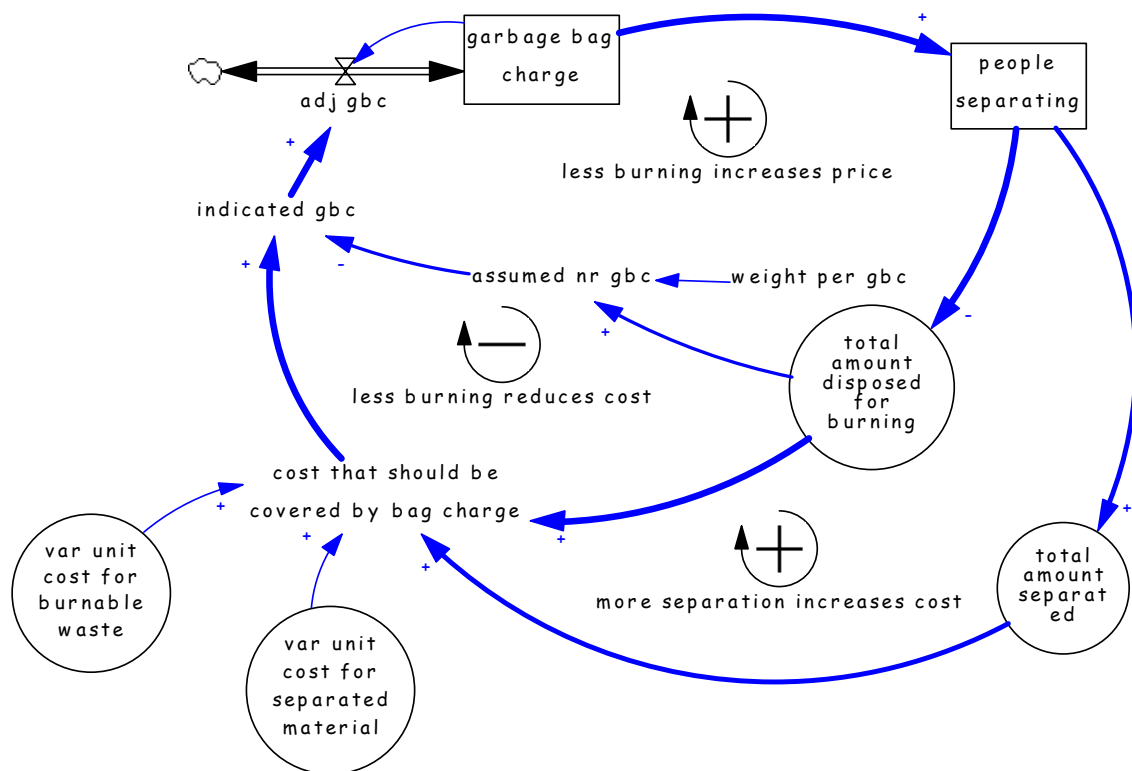 garbage bag
charge
+
people
separating
adj gbc
+
less burning increases price
indicated gbc
+
-
assumed nr gbc
weight per gbc
-
+
total
amount
disposed
for
burning
less burning reduces cost
cost that should be
covered by bag charge
+
+
+
+
+
var unit
cost for
burnable
waste
total
amount
separat
ed
more separation increases cost
var unit
cost for
separated
material